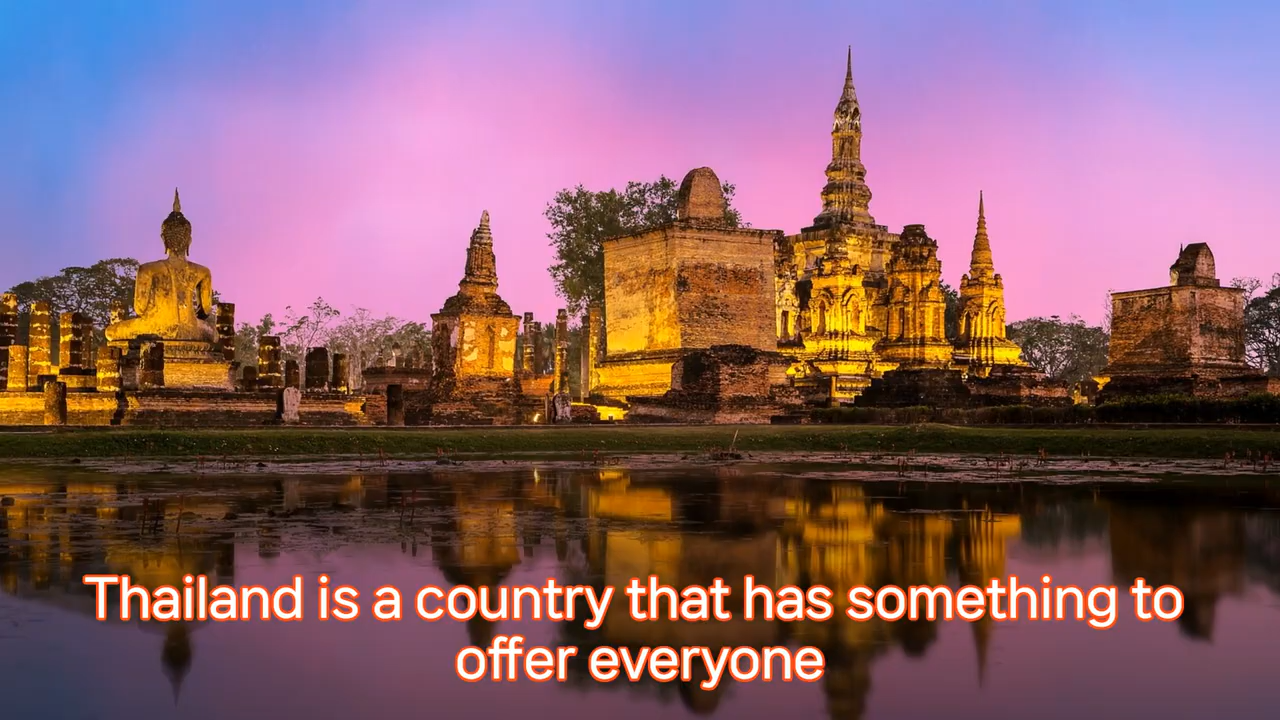 Thailand is a country that has something to
offer everyone